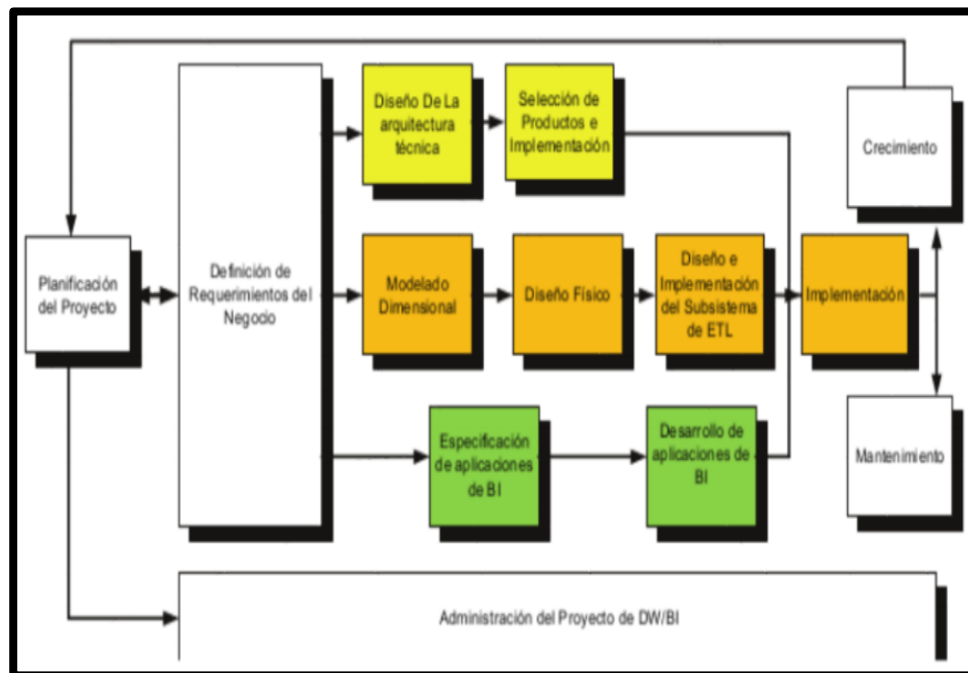 Planificación
del Proyecto
Definición de
Requerimientos del
Negocio
Diseño De La
arquitectura
técnica
Selección de
Productos e
Implementación
Modelado
Dimensional
Diseño Físico
Diseño e
Implementación
del Subsistema
de ETL
Implementación
Especificación
de aplicaciones
de BI
Desarrollo de
aplicaciones de
BI
Crecimiento
Mantenimiento
Administración del Proyecto de DW/BI